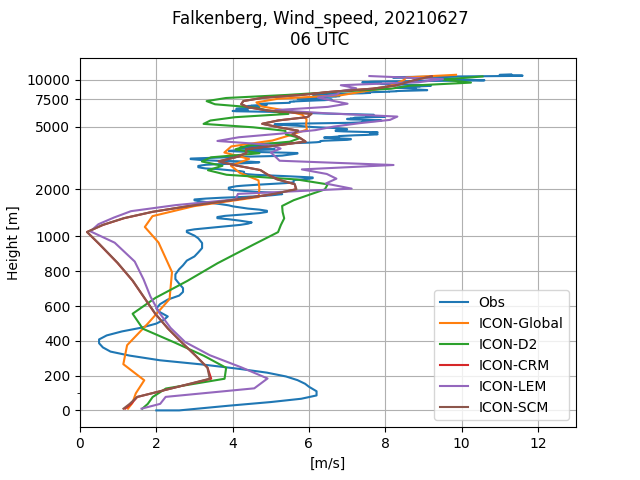 Falkenberg, Wind_speed, 20210627
06 UTC
Height [m]
10000
7500
5000
2000
1000
800
600
400
200
0
0 2 4 6 8 10 12
[m/s]
Obs
ICON-Global
ICON-D2
ICON-CRM
ICON-LEM
ICON-SCM